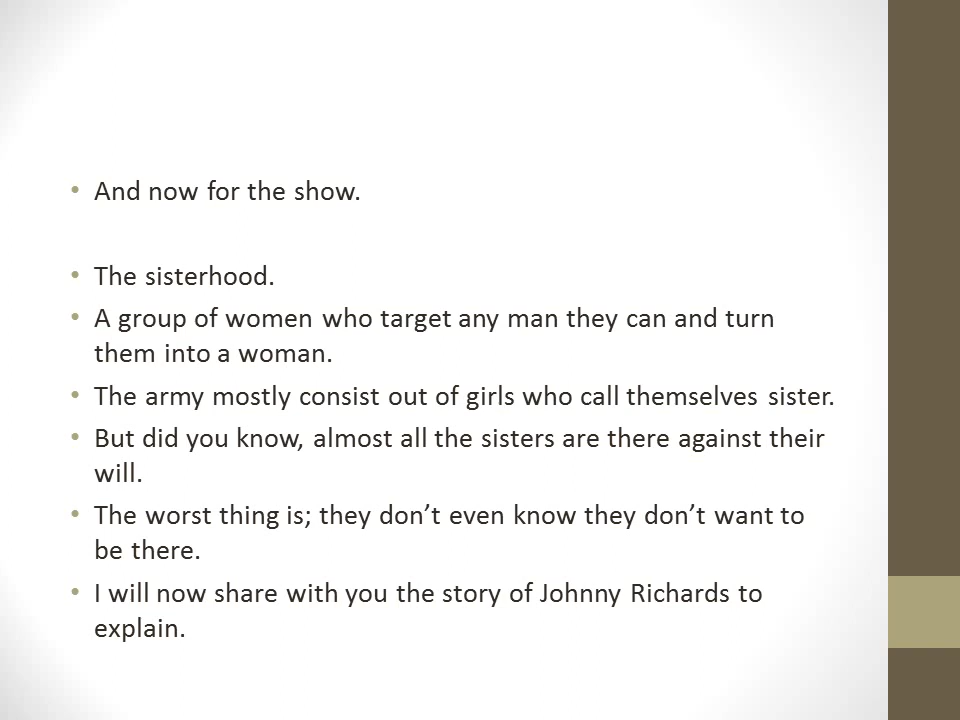 • And now for the show.
• The sisterhood.
• A group of women who target any man they can and turn
them into a woman.
• The army mostly consist out of girls who call themselves sister.
• But did you know, almost all the sisters are there against their
will.
• The worst thing is; they don’t even know they don’t want to
be there.
• I will now share with you the story of Johnny Richards to
explain.